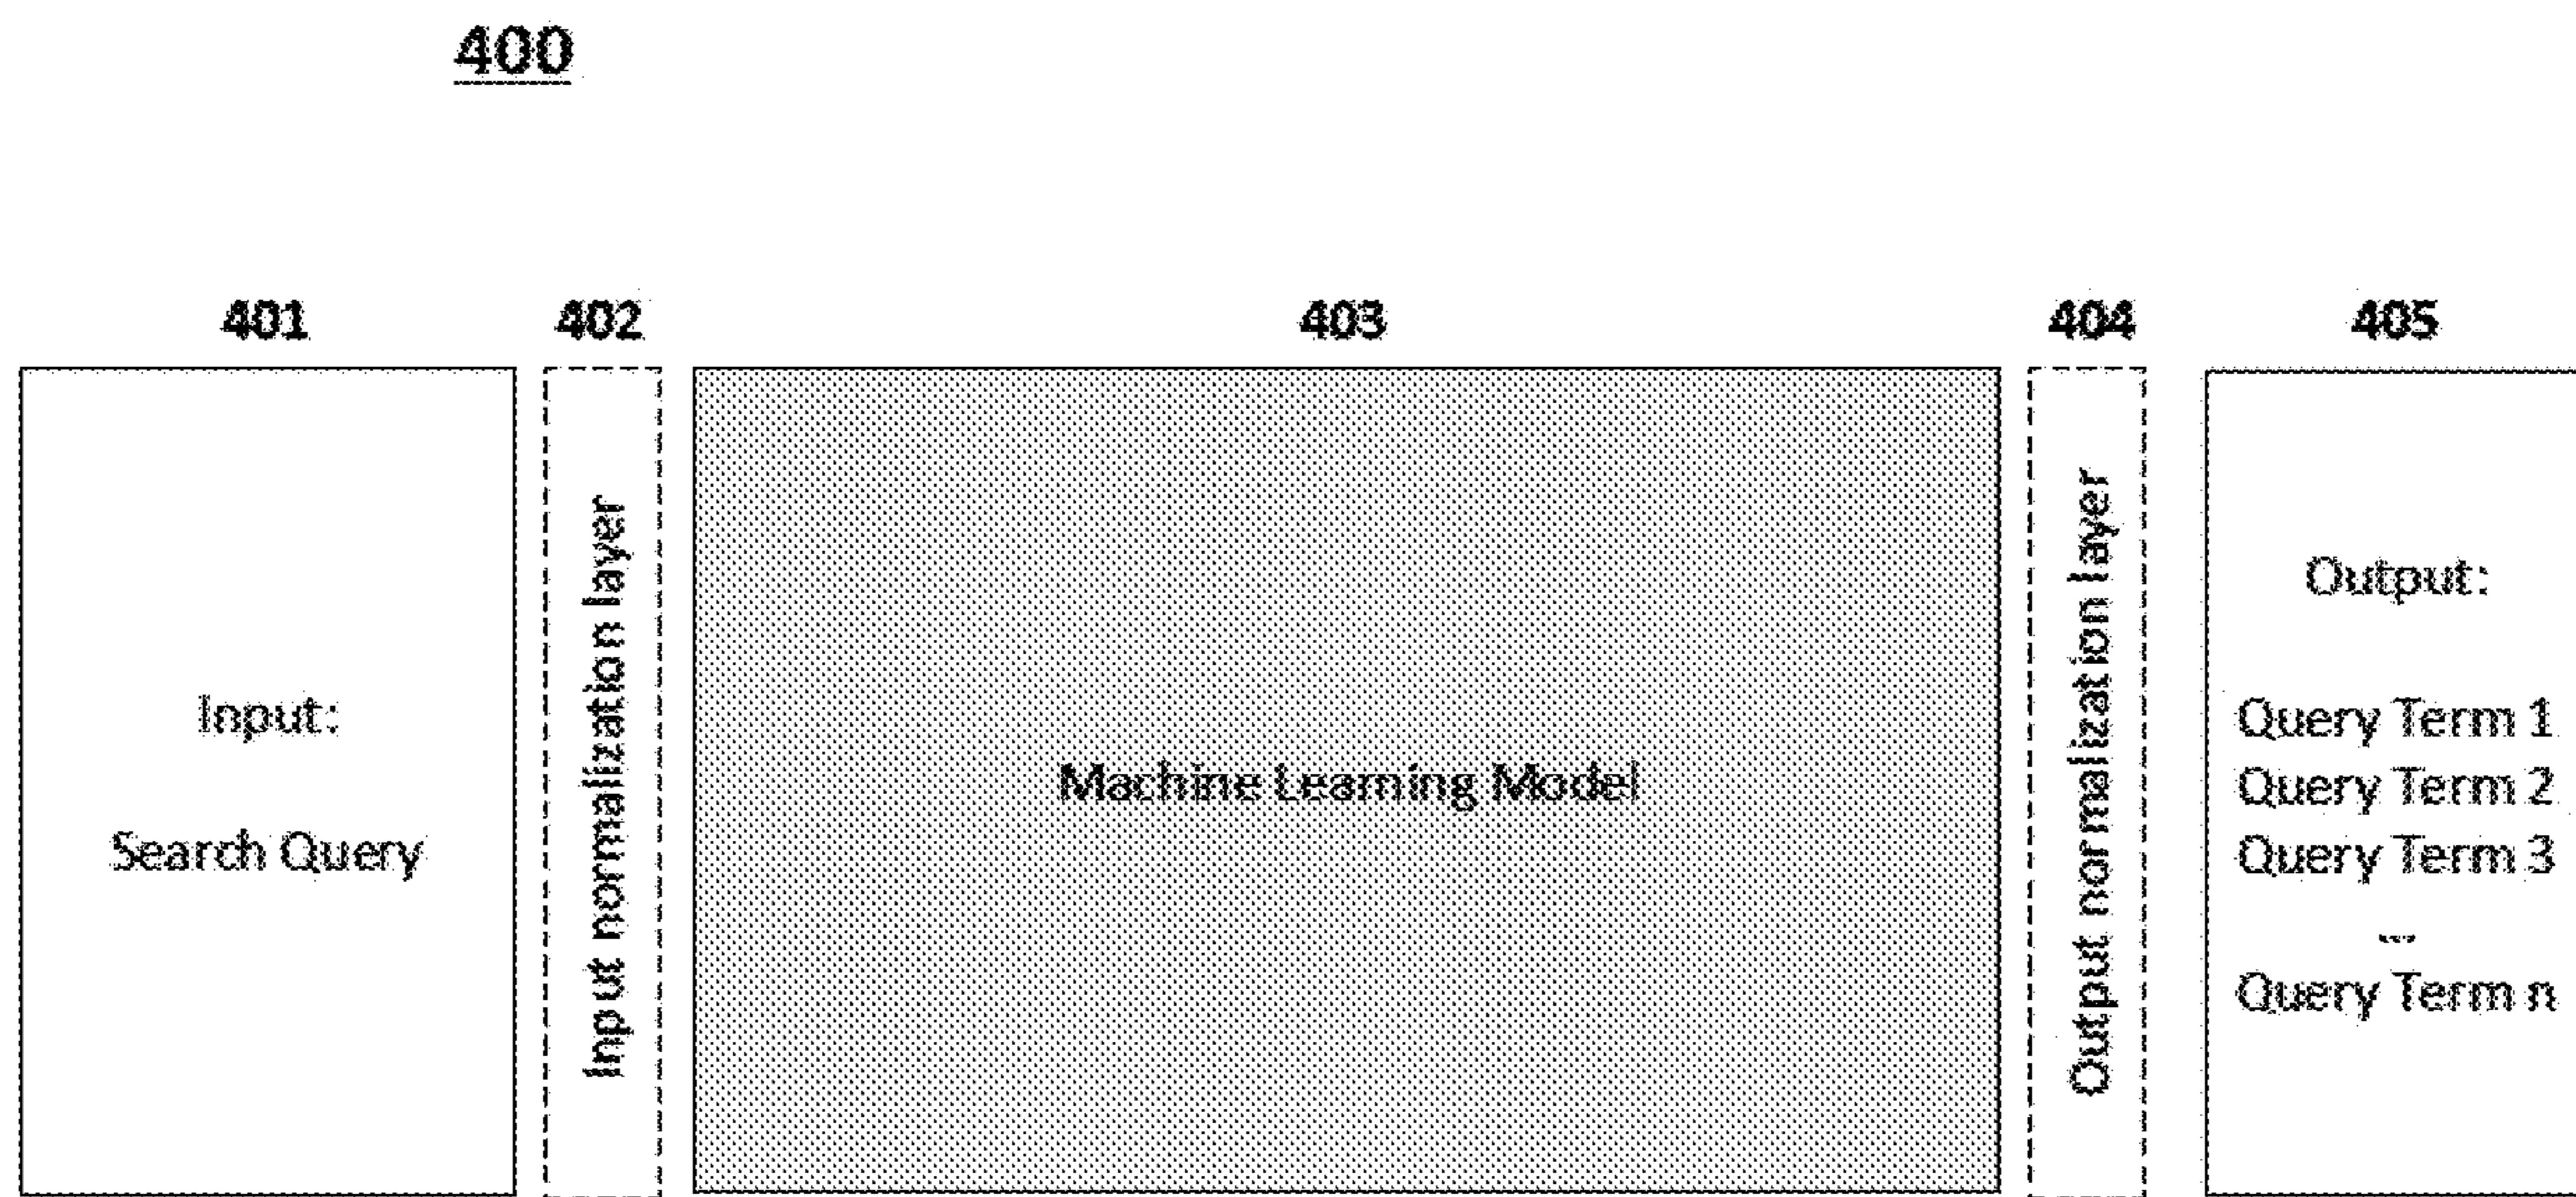 400
401
402
403
404
405
Input:
Search Query
Input normalization layer
Machine Learning Model
Output normalization layer
Output:
Query Term 1
Query Term 2
Query Term 3
...
Query Term n